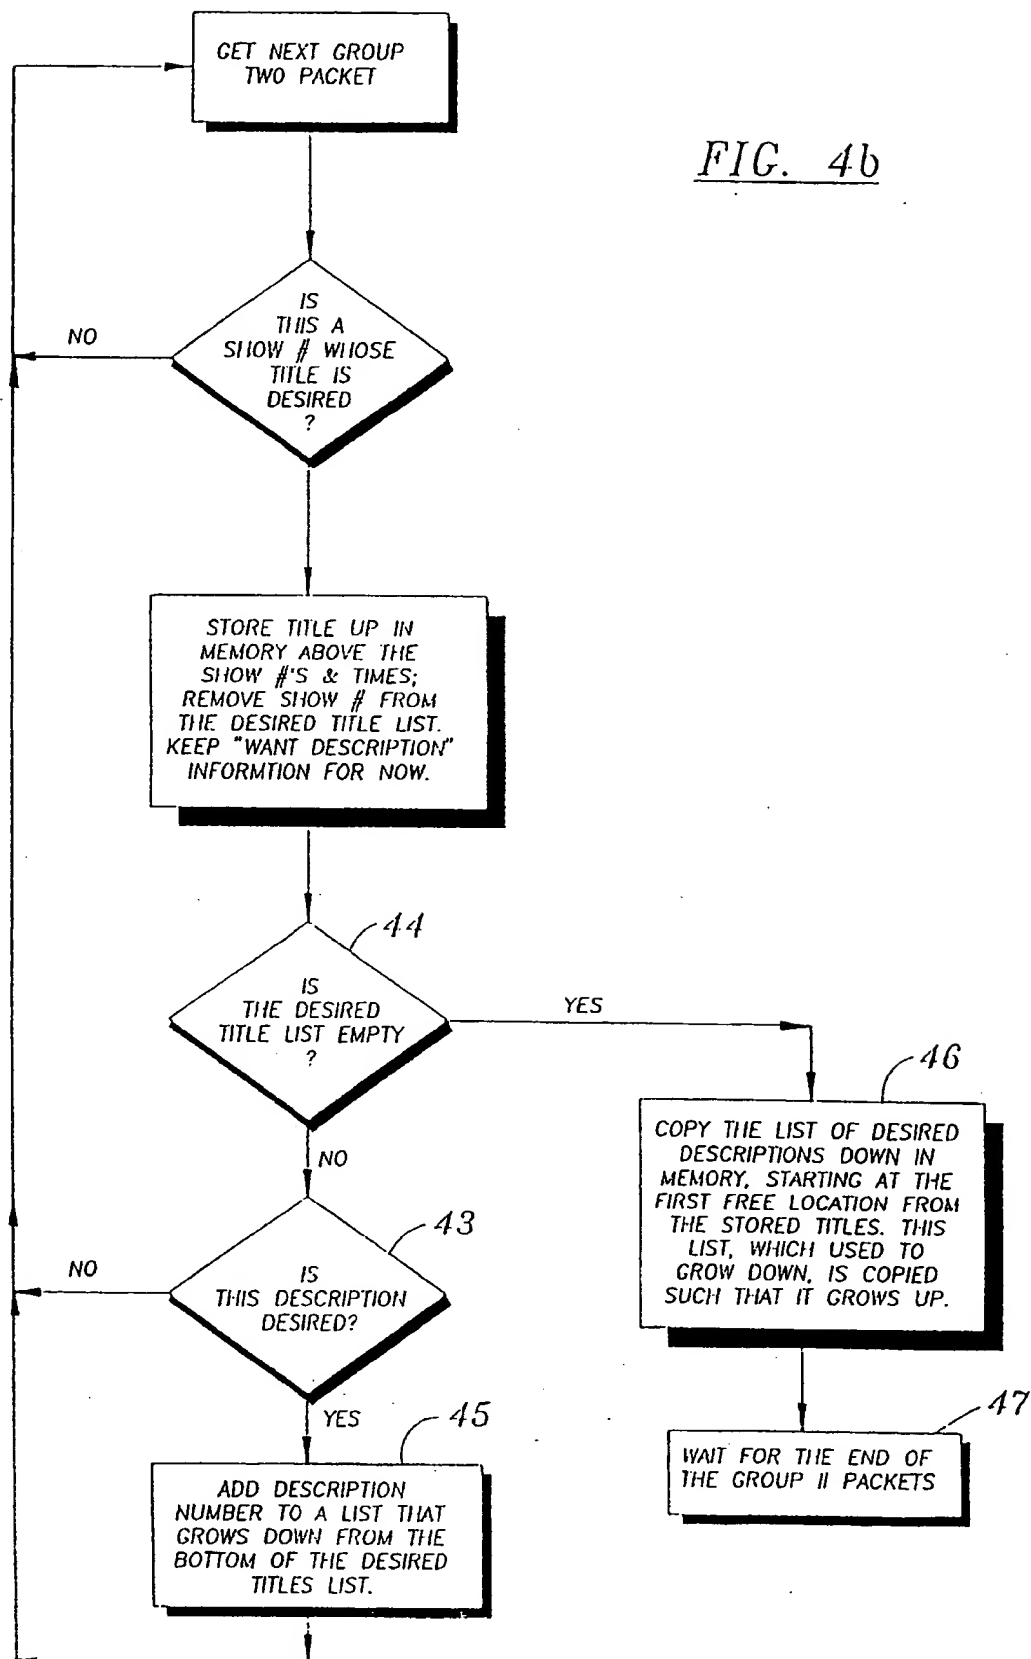 GET NEXT GROUP
TWO PACKET
FIG. 4b
IS
THIS A
SHOW # WHOSE
TITLE IS
DESIRED
?
NO
STORE TITLE UP IN
MEMORY ABOVE THE
SHOW #'S & TIMES;
REMOVE SHOW # FROM
THE DESIRED TITLE LIST.
KEEP "WANT DESCRIPTION"
INFORMTION FOR NOW.
44
IS
THE DESIRED
TITLE LIST EMPTY
?
YES
NO
46
COPY THE LIST OF DESIRED
DESCRIPTIONS DOWN IN
MEMORY, STARTING AT THE
FIRST FREE LOCATION FROM
THE STORED TITLES. THIS
LIST, WHICH USED TO
GROW DOWN, IS COPIED
SUCH THAT IT GROWS UP.
43
IS
THIS DESCRIPTION
DESIRED?
NO
YES
45
ADD DESCRIPTION
NUMBER TO A LIST THAT
GROWS DOWN FROM THE
BOTTOM OF THE DESIRED
TITLES LIST.
47
WAIT FOR THE END OF
THE GROUP II PACKETS